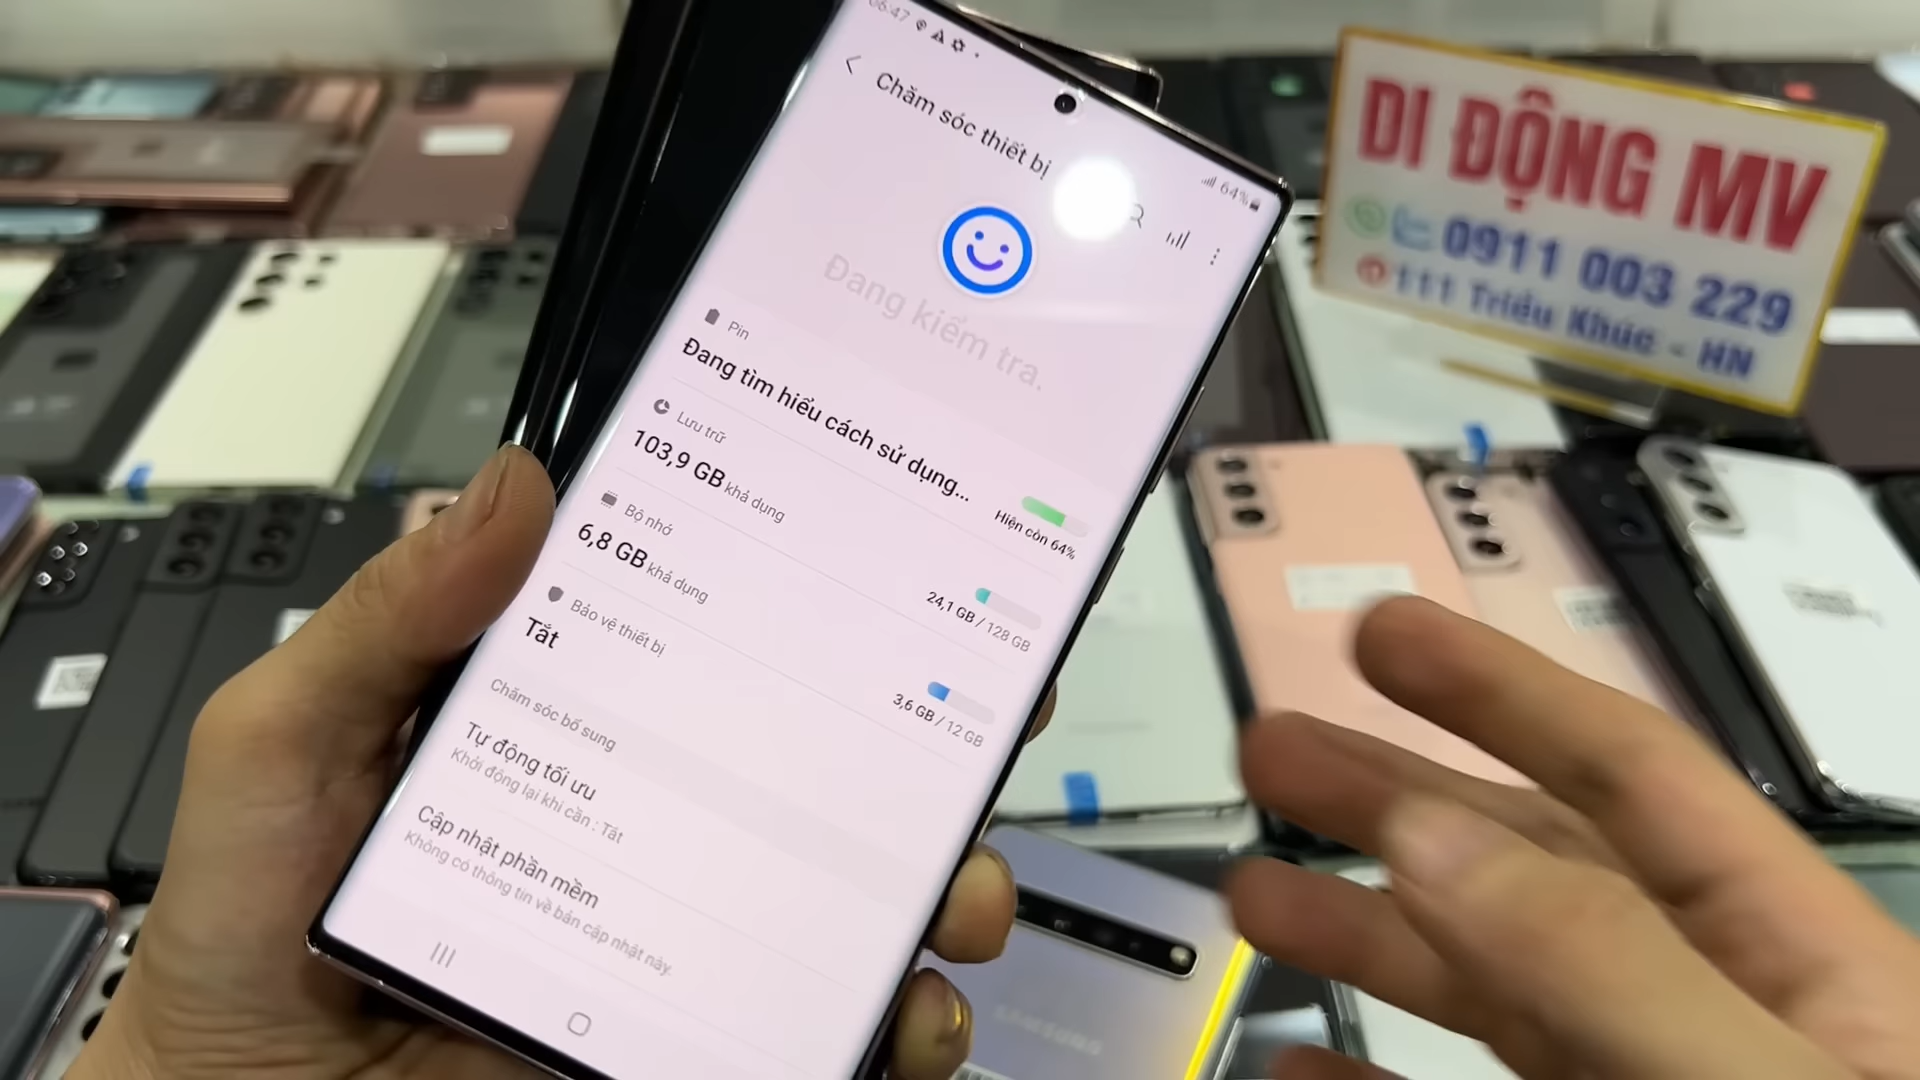 06:47
64%
Chăm sóc thiết bị
Đang kiểm tra.
Pin
Đang tìm hiểu cách sử dụng...
Hiện còn 64%
Lưu trữ
103,9 GB khả dụng
24,1 GB / 128 GB
Bộ nhớ
6,8 GB khả dụng
3,6 GB / 12 GB
Bảo vệ thiết bị
Tắt
Chăm sóc bổ sung
Tự động tối ưu
Khởi động lại khi cần : Tắt
Cập nhật phần mềm
Không có thông tin về bản cập nhật này.
DI ĐỘNG MV
0911 003 229
111 Triều Khúc - HN
SAMSUNG